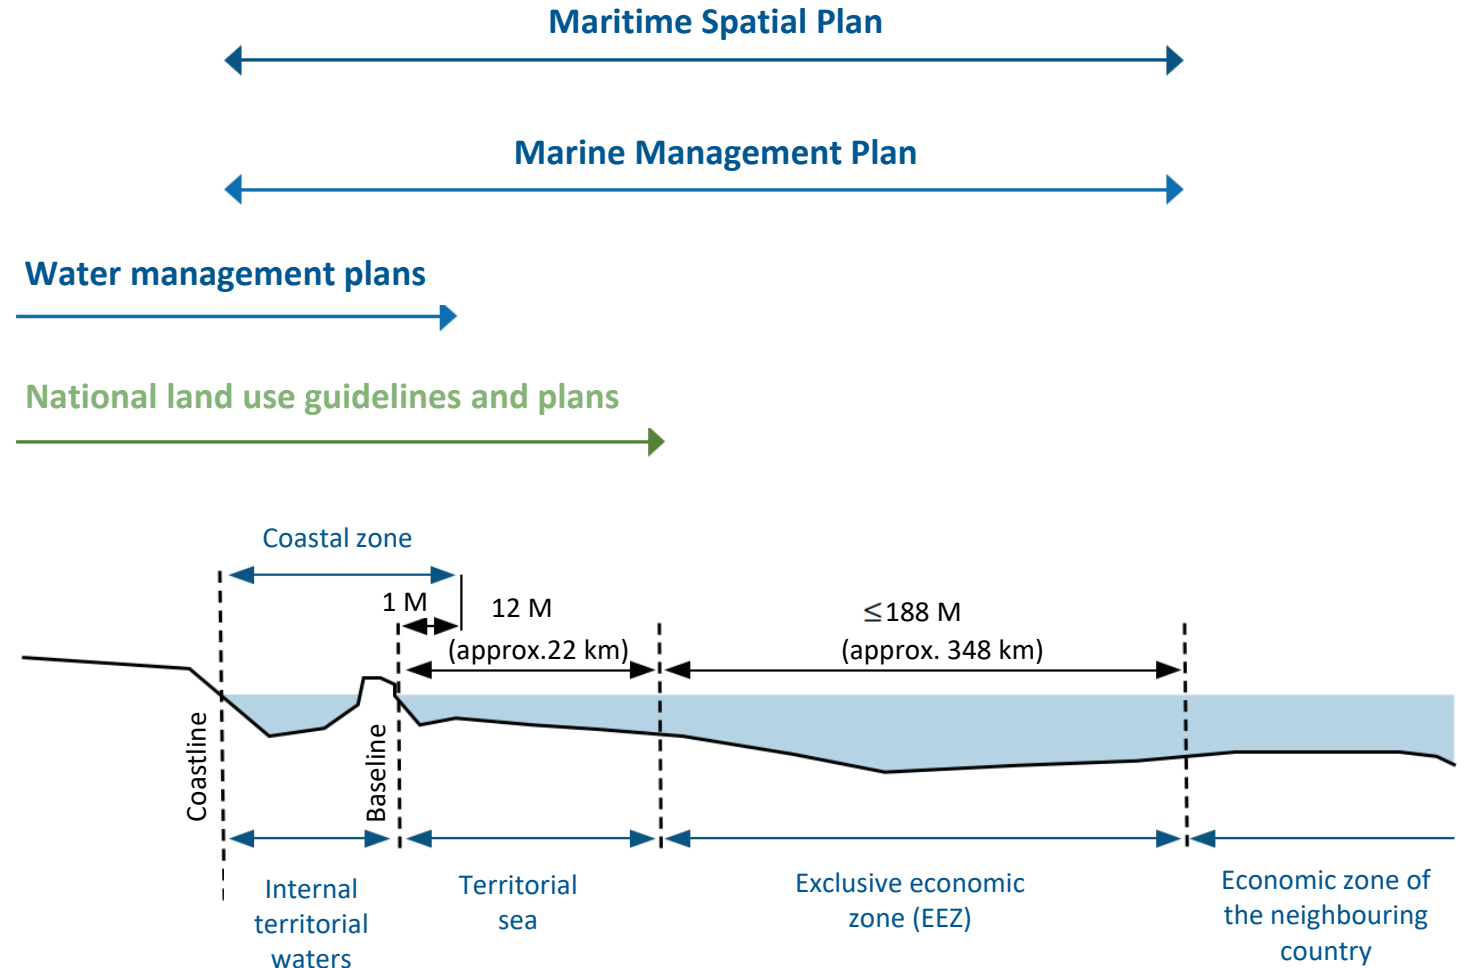 Maritime Spatial Plan
Marine Management Plan
Water management plans
National land use guidelines and plans
Coastal zone
1 M
12 M
(approx.22 km)
≤188 M
(approx. 348 km)
Coastline
Baseline
Internal
territorial
waters
Territorial
sea
Exclusive economic
zone (EEZ)
Economic zone of
the neighbouring
country